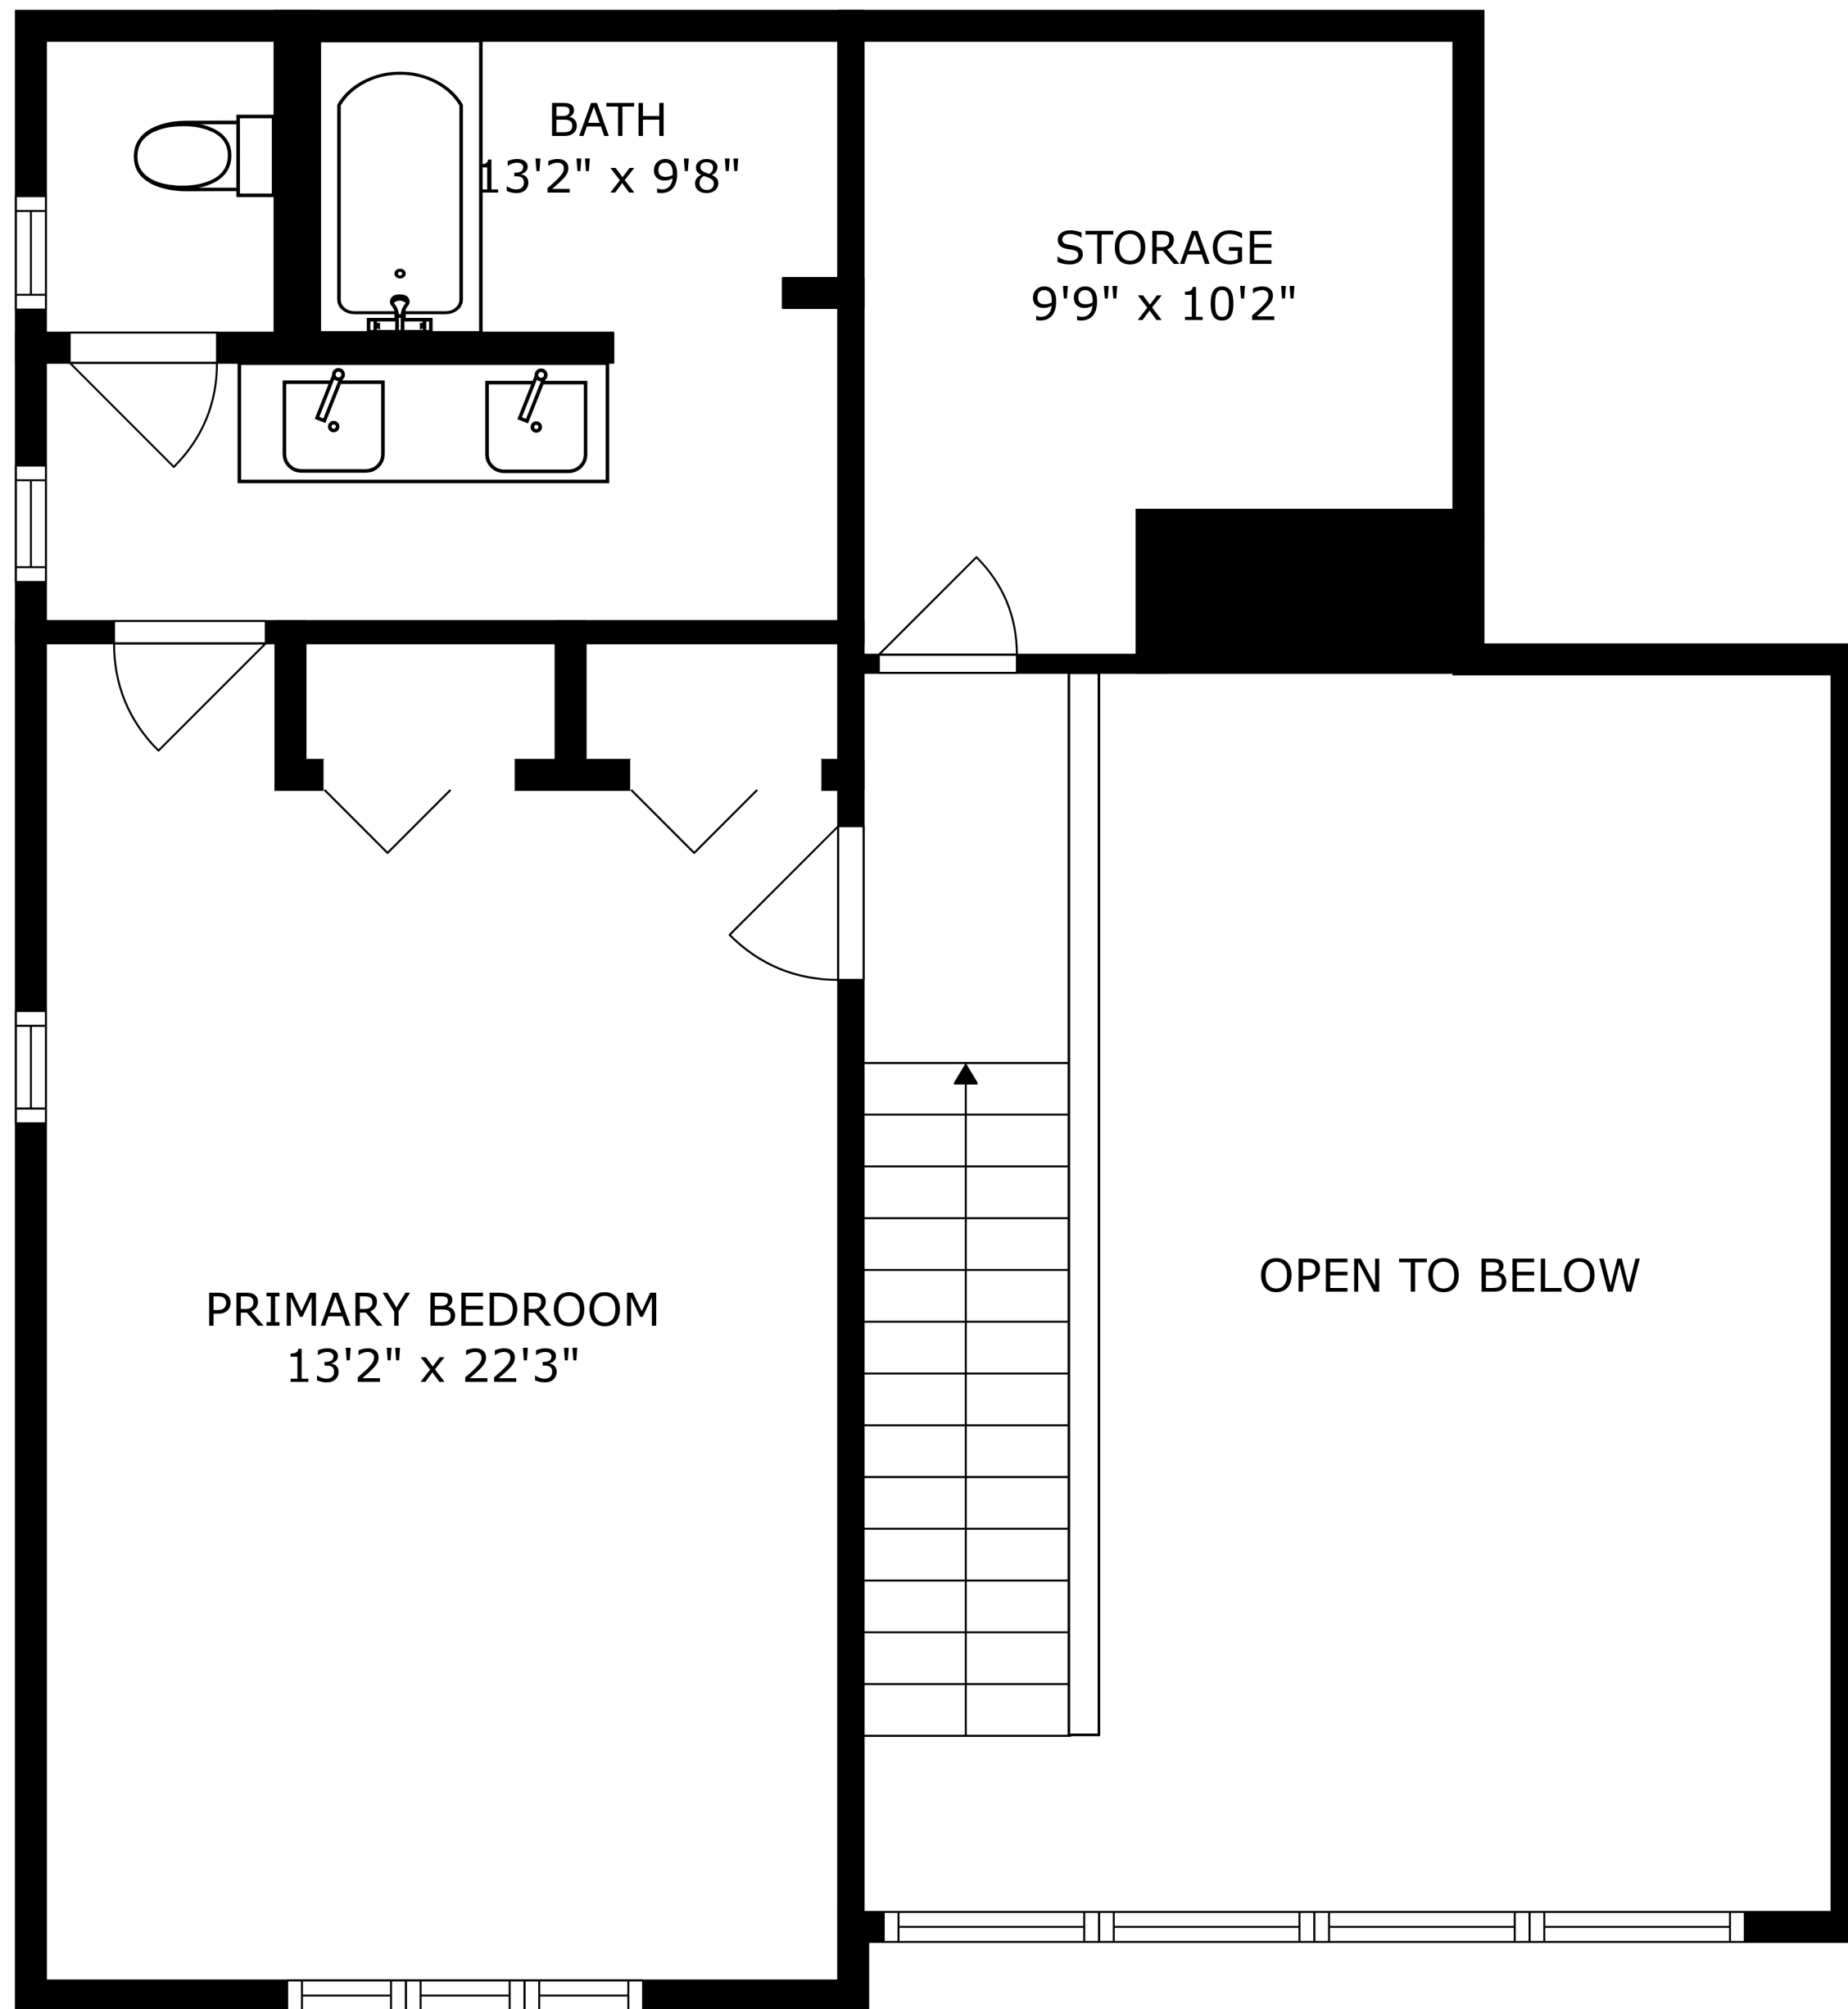 BATH
13'2" x 9'8"
STORAGE
9'9" x 10'2"
OPEN TO BELOW
PRIMARY BEDROOM
13'2" x 22'3"